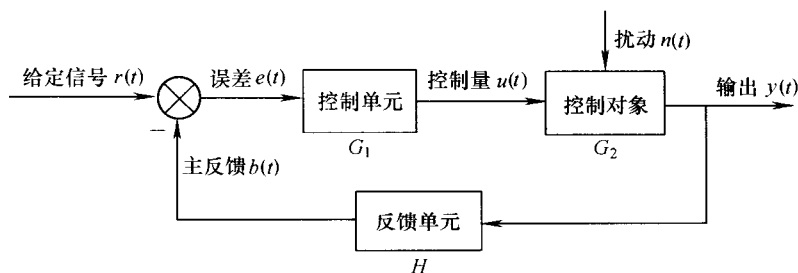 扰动 n(t)
给定信号 r(t)
误差 e(t)
控制单元
控制量 u(t)
控制对象
输出 y(t)
−
G₁
G₂
主反馈 b(t)
反馈单元
H